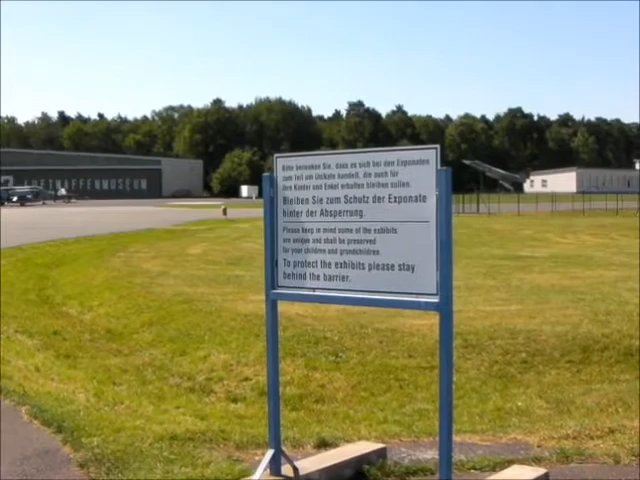 LUFTWAFFENMUSEUM
Bitte bedenken Sie, dass es sich bei den Exponaten
zum Teil um Unikate handelt, die auch für
Ihre Kinder und Enkel erhalten bleiben sollen.
Bleiben Sie zum Schutz der Exponate
hinter der Absperrung.
Please keep in mind some of the exhibits
are unique and shall be preserved
for your children and grandchildren.
To protect the exhibits please stay
behind the barrier.